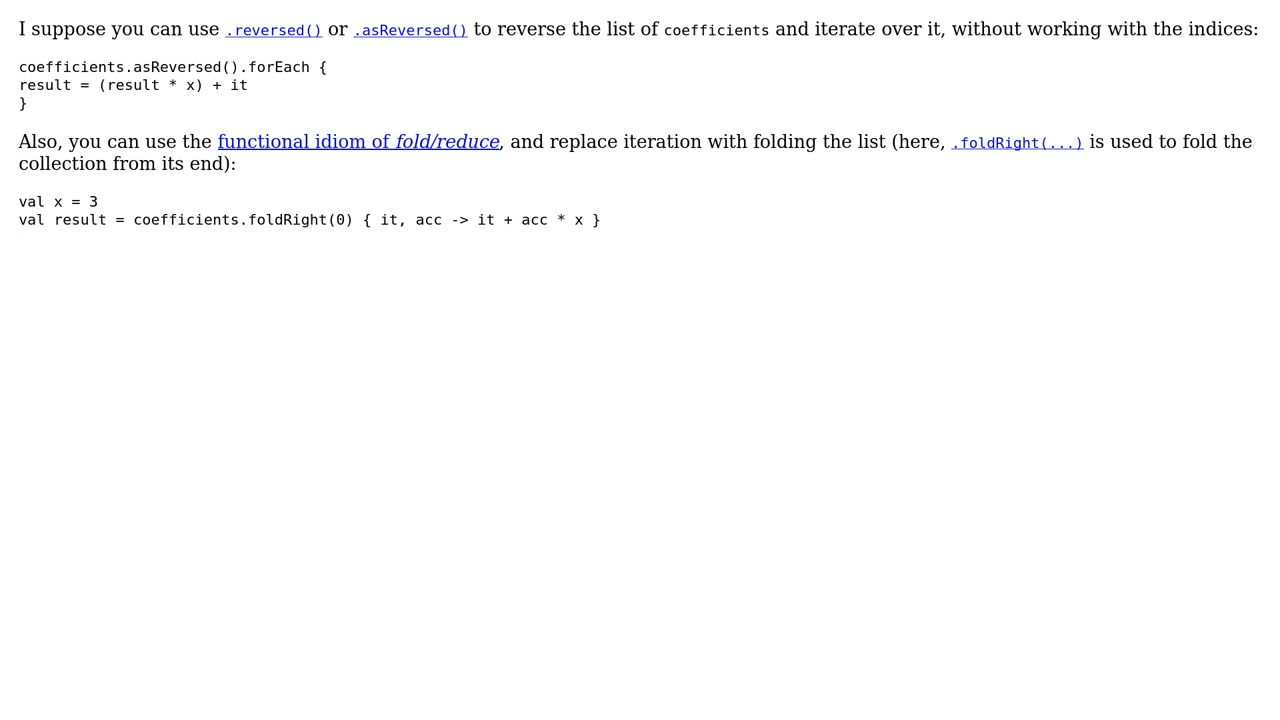 I suppose you can use .reversed() or .asReversed() to reverse the list of coefficients and iterate over it, without working with the indices:
coefficients.asReversed().forEach {
result = (result * x) + it
}
Also, you can use the functional idiom of fold/reduce, and replace iteration with folding the list (here, .foldRight(...) is used to fold the
collection from its end):
val x = 3
val result = coefficients.foldRight(0) { it, acc -> it + acc * x }